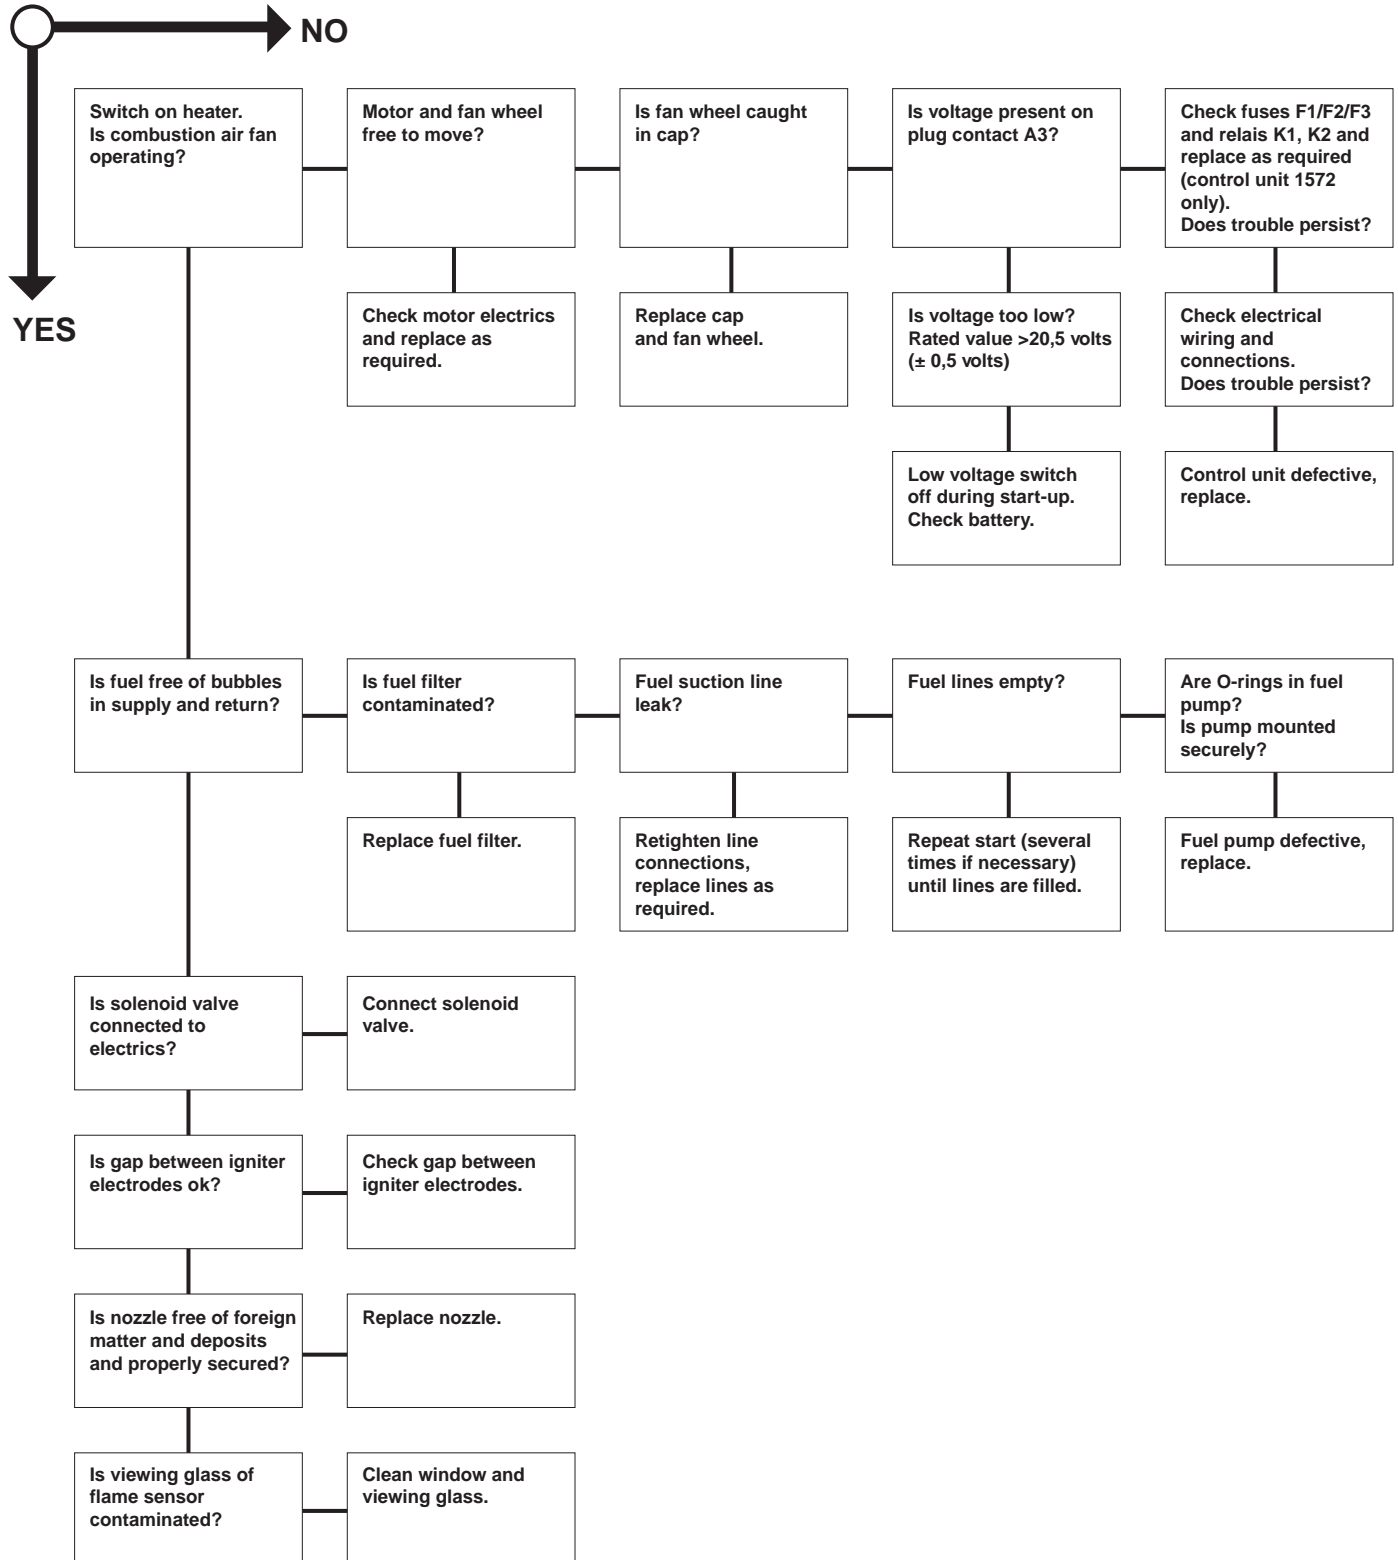 NO
YES
Switch on heater.
Is combustion air fan
operating?
Motor and fan wheel
free to move?
Is fan wheel caught
in cap?
Is voltage present on
plug contact A3?
Check fuses F1/F2/F3
and relais K1, K2 and
replace as required
(control unit 1572
only).
Does trouble persist?
Check motor electrics
and replace as
required.
Replace cap
and fan wheel.
Is voltage too low?
Rated value >20,5 volts
(± 0,5 volts)
Check electrical
wiring and
connections.
Does trouble persist?
Low voltage switch
off during start-up.
Check battery.
Control unit defective,
replace.
Is fuel free of bubbles
in supply and return?
Is fuel filter
contaminated?
Fuel suction line
leak?
Fuel lines empty?
Are O-rings in fuel
pump?
Is pump mounted
securely?
Replace fuel filter.
Retighten line
connections,
replace lines as
required.
Repeat start (several
times if necessary)
until lines are filled.
Fuel pump defective,
replace.
Is solenoid valve
connected to
electrics?
Connect solenoid
valve.
Is gap between igniter
electrodes ok?
Check gap between
igniter electrodes.
Is nozzle free of foreign
matter and deposits
and properly secured?
Replace nozzle.
Is viewing glass of
flame sensor
contaminated?
Clean window and
viewing glass.